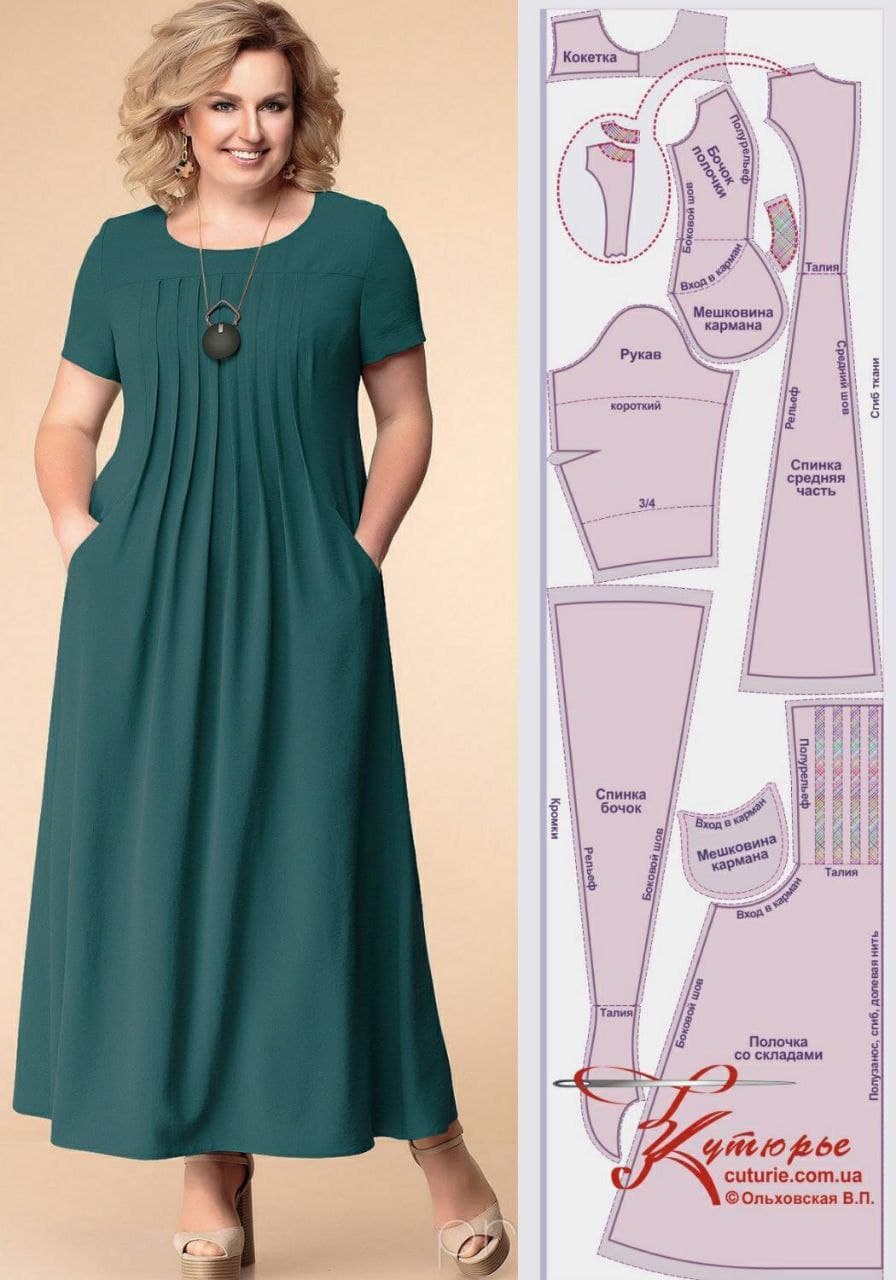 Кокетка
Полурельеф
Бочок
полочки
Боковой шов
Вход в карман
Мешковина
кармана
Талия
Рукав
короткий
3/4
Средний шов
Рельеф
Сгиб ткани
Спинка
средняя
часть
Спинка
бочок
Кромки
Рельеф
Боковой шов
Талия
Полурельеф
Вход в карман
Мешковина
кармана
Талия
Вход в карман
Боковой шов
Полузанос, сгиб, долевая нить
Полочка
со складами
Кутюрье
cuturie.com.ua
© Ольховская В.П.
pr